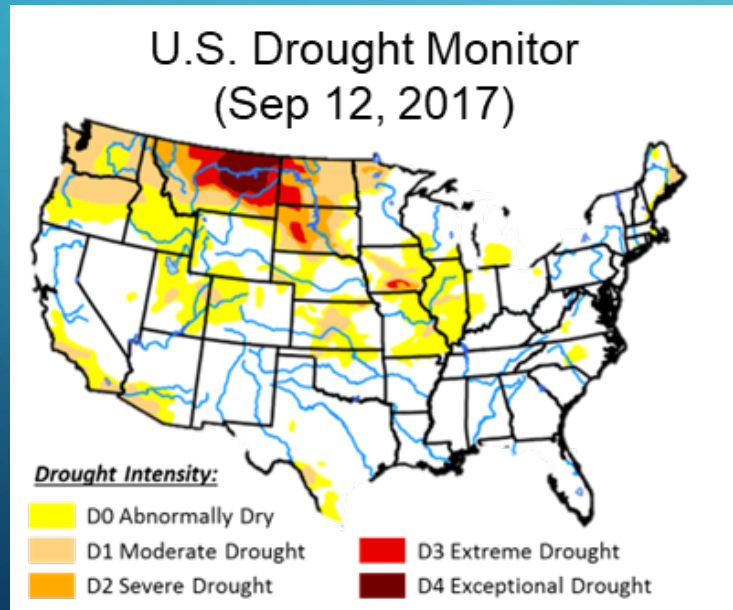 U.S. Drought Monitor
(Sep 12, 2017)
Drought Intensity:
D0 Abnormally Dry
D1 Moderate Drought
D2 Severe Drought
D3 Extreme Drought
D4 Exceptional Drought